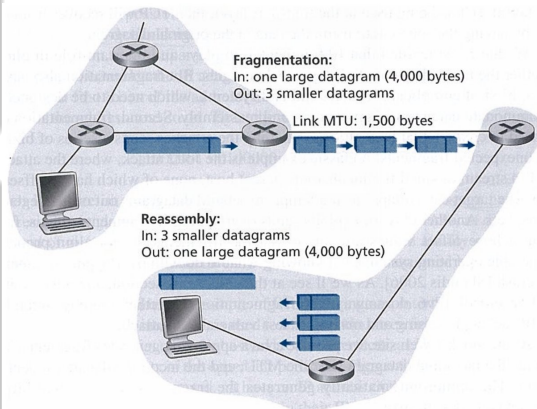 Fragmentation:
In: one large datagram (4,000 bytes)
Out: 3 smaller datagrams
Link MTU: 1,500 bytes
Reassembly:
In: 3 smaller datagrams
Out: one large datagram (4,000 bytes)